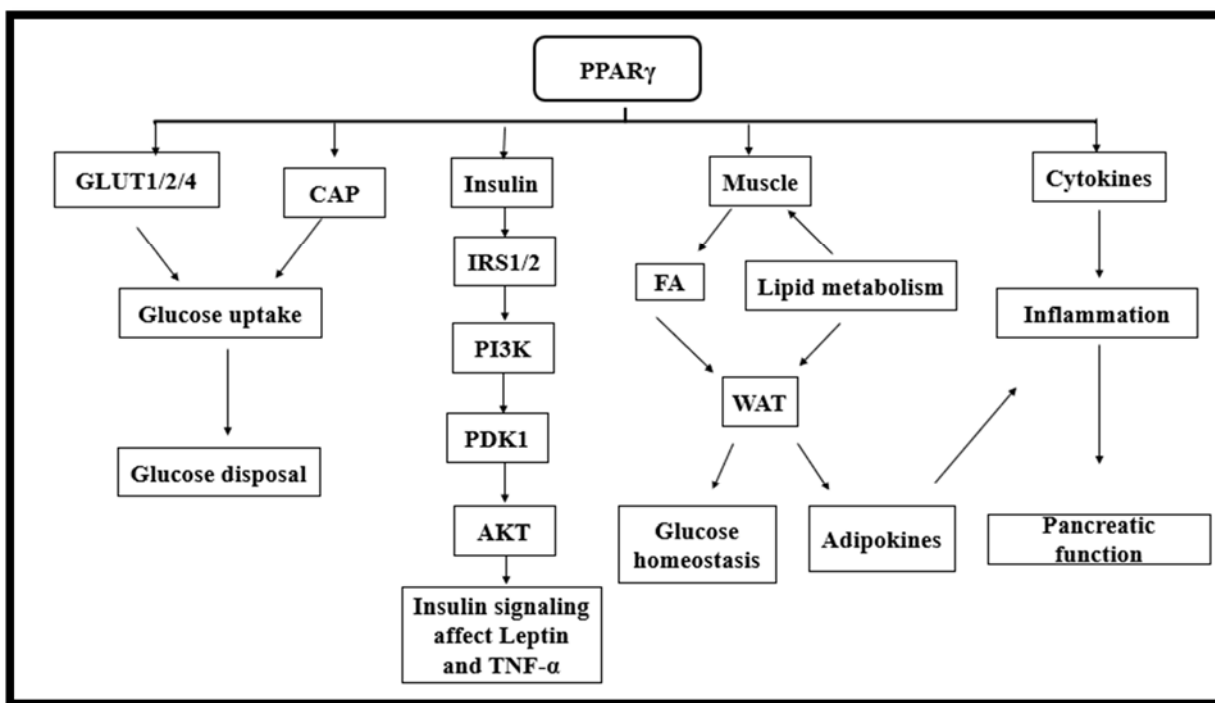 PPARγ
GLUT1/2/4
CAP
Insulin
Muscle
Cytokines
IRS1/2
FA
Lipid metabolism
Glucose uptake
Inflammation
PI3K
WAT
PDK1
Glucose disposal
AKT
Glucose
homeostasis
Adipokines
Pancreatic
function
Insulin signaling
affect Leptin
and TNF-α